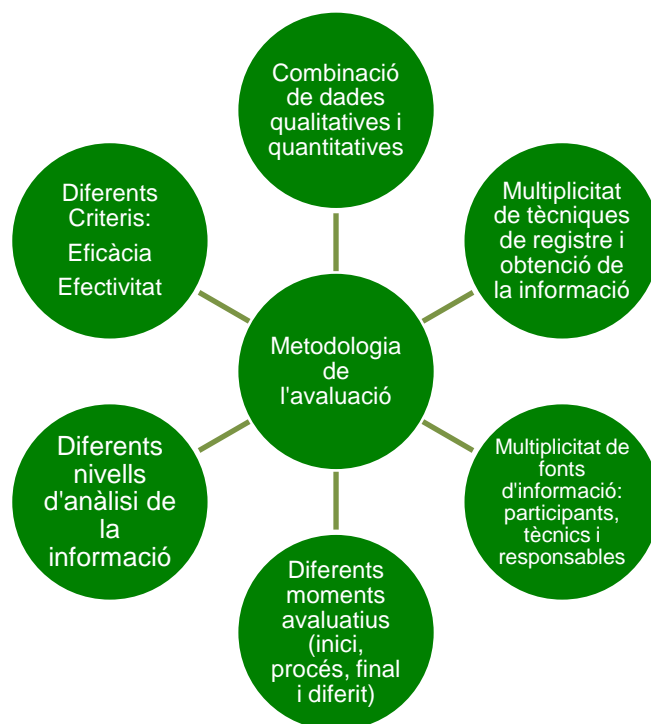 Combinació
de dades
qualitatives i
quantitatives
Multiplicitat
de tècniques
de registre i
obtenció de
la informació
Multiplicitat de
fonts
d'informació:
participants,
tècnics i
responsables
Diferents
moments
avaluatius
(inici,
procés, final
i diferit)
Diferents
nivells
d'anàlisi de
la
informació
Diferents
Criteris:
Eficàcia
Efectivitat
Metodologia
de
l'avaluació